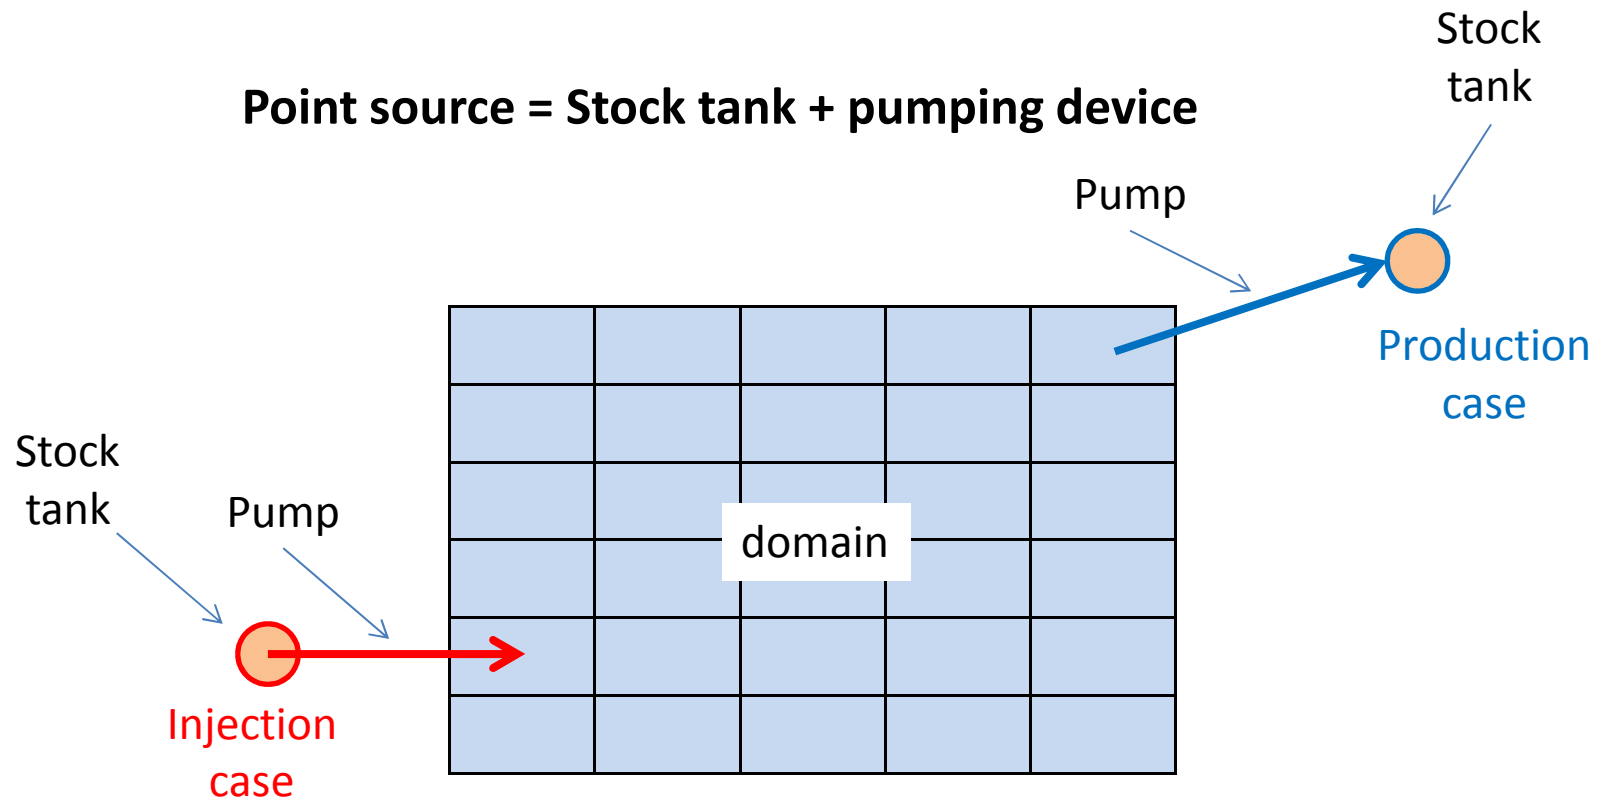 Stock
tank
Point source = Stock tank + pumping device
Pump
Production
case
Stock
tank
Pump
domain
Injection
case